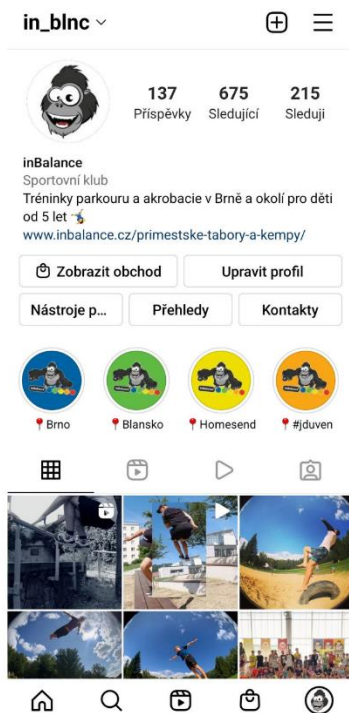 in_blnc
137 675 215
Příspěvky Sledující Sleduji
inBalance
Sportovní klub
Tréninky parkouru a akrobacie v Brně a okolí pro děti
od 5 let
www.inbalance.cz/primestske-tabory-a-kempy/
Zobrazit obchod Upravit profil
Nástroje p... Přehledy Kontakty
Brno Blansko Homesend #jduven